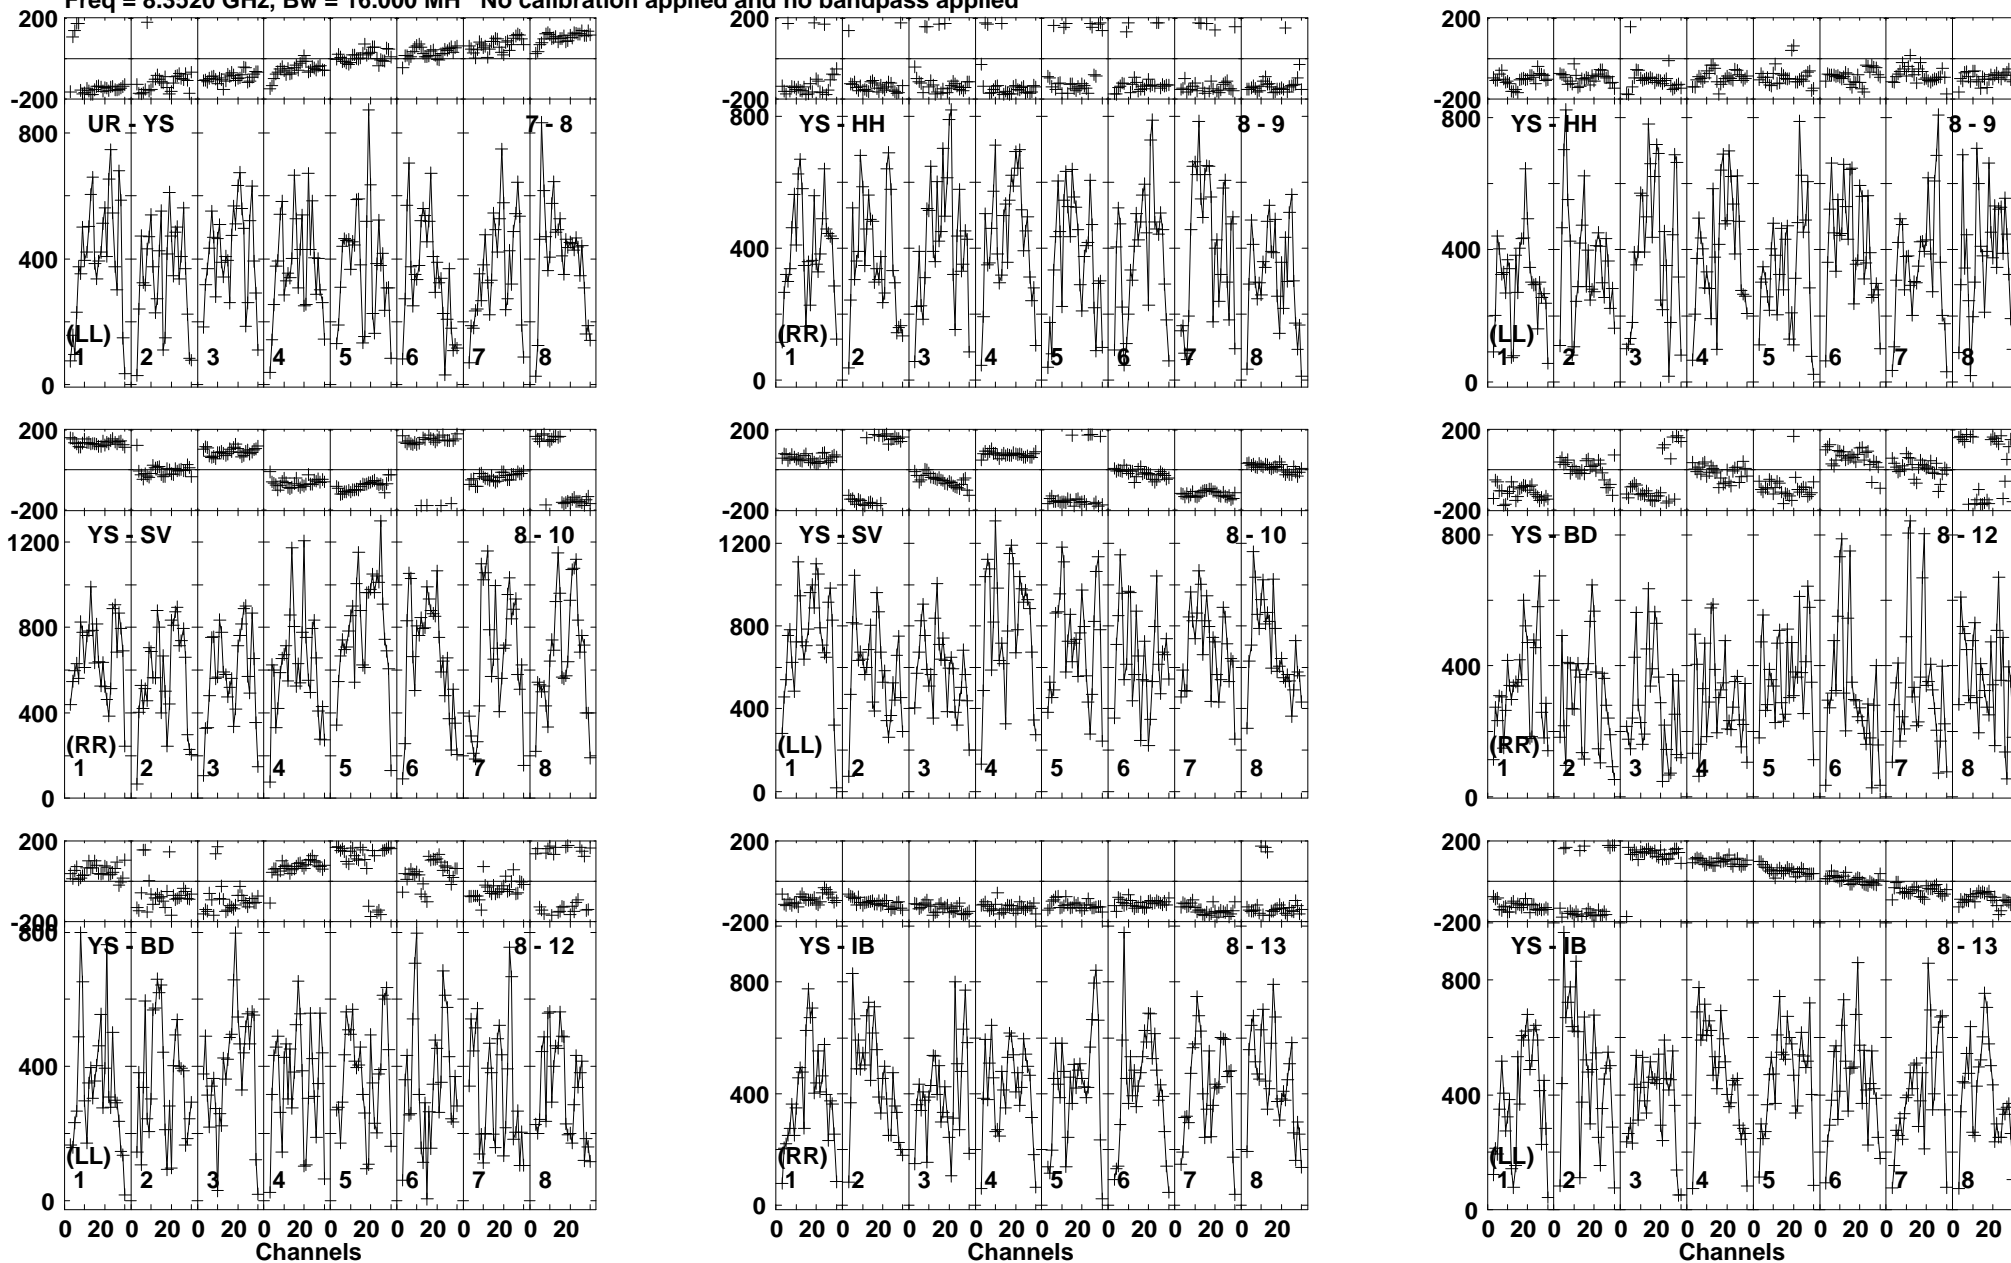 Freq = 8.3520 GHz, Bw = 16.000 MH No calibration applied and no bandpass applied
200 200 200
-200 -200 -200
UR - YS 7 - 8 YS - HH 8 - 9 YS - HH 8 - 9
800 800 800
400 400 400
(LL) (RR) (LL)
1 2 3 4 5 6 7 8 1 2 3 4 5 6 7 8 1 2 3 4 5 6 7 8
0 0 0
200 200 200
-200 -200 -200
YS - SV 8 - 10 YS - SV 8 - 10 YS - BD 8 - 12
1200 1200 800
800 800 400
400 400
(RR) (LL) (RR)
1 2 3 4 5 6 7 8 1 2 3 4 5 6 7 8 1 2 3 4 5 6 7 8
0 0 0
200 200 200
-200 -200 -200
800
YS - BD 8 - 12 YS - IB 8 - 13 YS - IB 8 - 13
800 800
400 400 400
(LL) (RR) (LL)
1 2 3 4 5 6 7 8 1 2 3 4 5 6 7 8 1 2 3 4 5 6 7 8
0 0 0
0 20 0 20 0 20 0 20 0 20 0 20 0 20 0 20 0 20 0 20 0 20 0 20 0 20 0 20 0 20 0 20 0 20 0 20 0 20 0 20 0 20 0 20 0 20 0 20
Channels Channels Channels